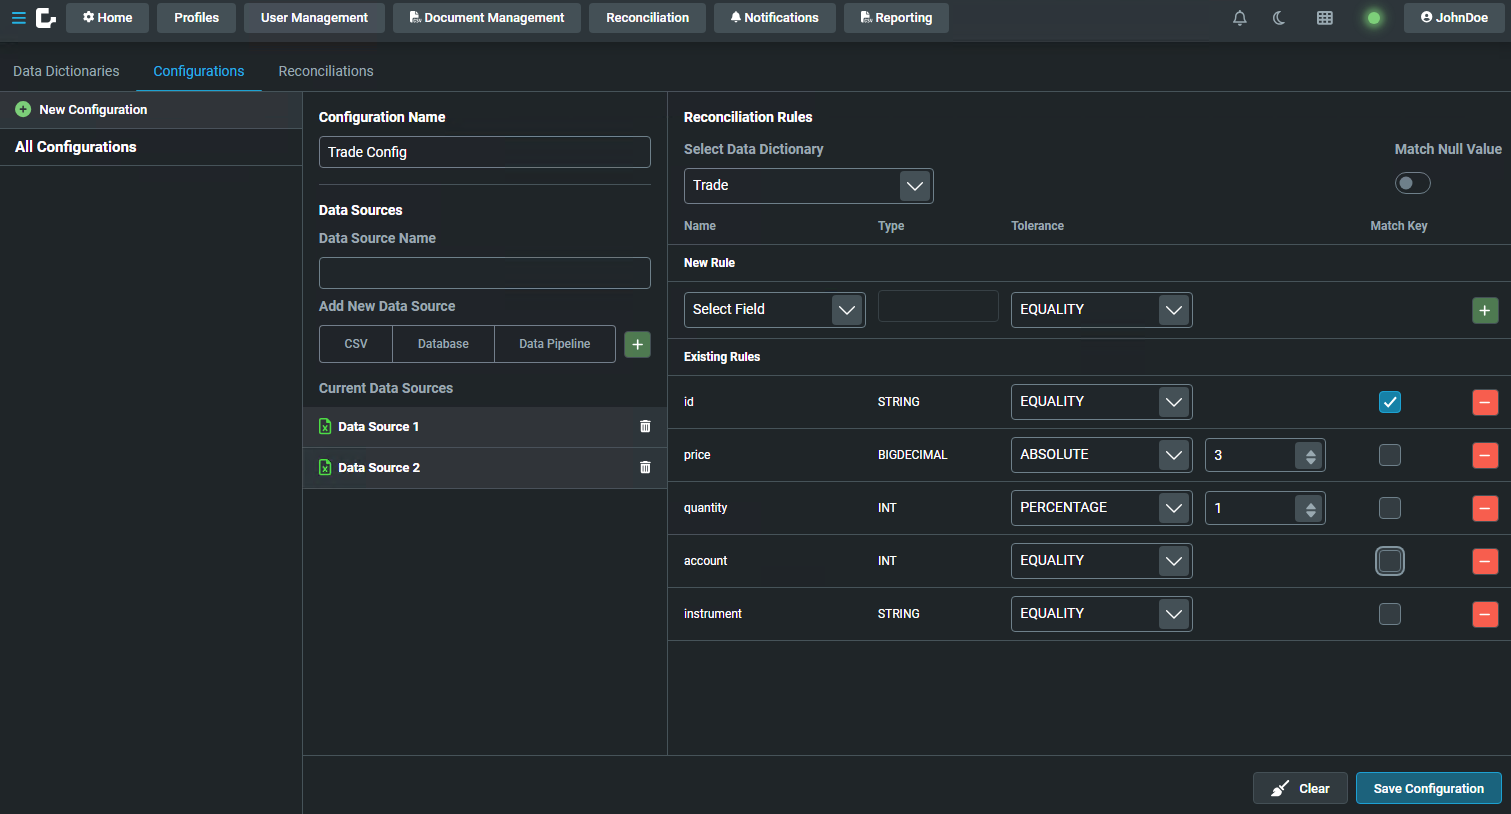 Home Profiles User Management Document Management Reconciliation Notifications Reporting JohnDoe
Data Dictionaries Configurations Reconciliations
New Configuration
All Configurations
Configuration Name
Trade Config
Data Sources
Data Source Name
Add New Data Source
CSV Database Data Pipeline
Current Data Sources
Data Source 1
Data Source 2
Reconciliation Rules
Select Data Dictionary Match Null Value
Trade
Name Type Tolerance Match Key
New Rule
Select Field EQUALITY
Existing Rules
id STRING EQUALITY
price BIGDECIMAL ABSOLUTE 3
quantity INT PERCENTAGE 1
account INT EQUALITY
instrument STRING EQUALITY
Clear Save Configuration